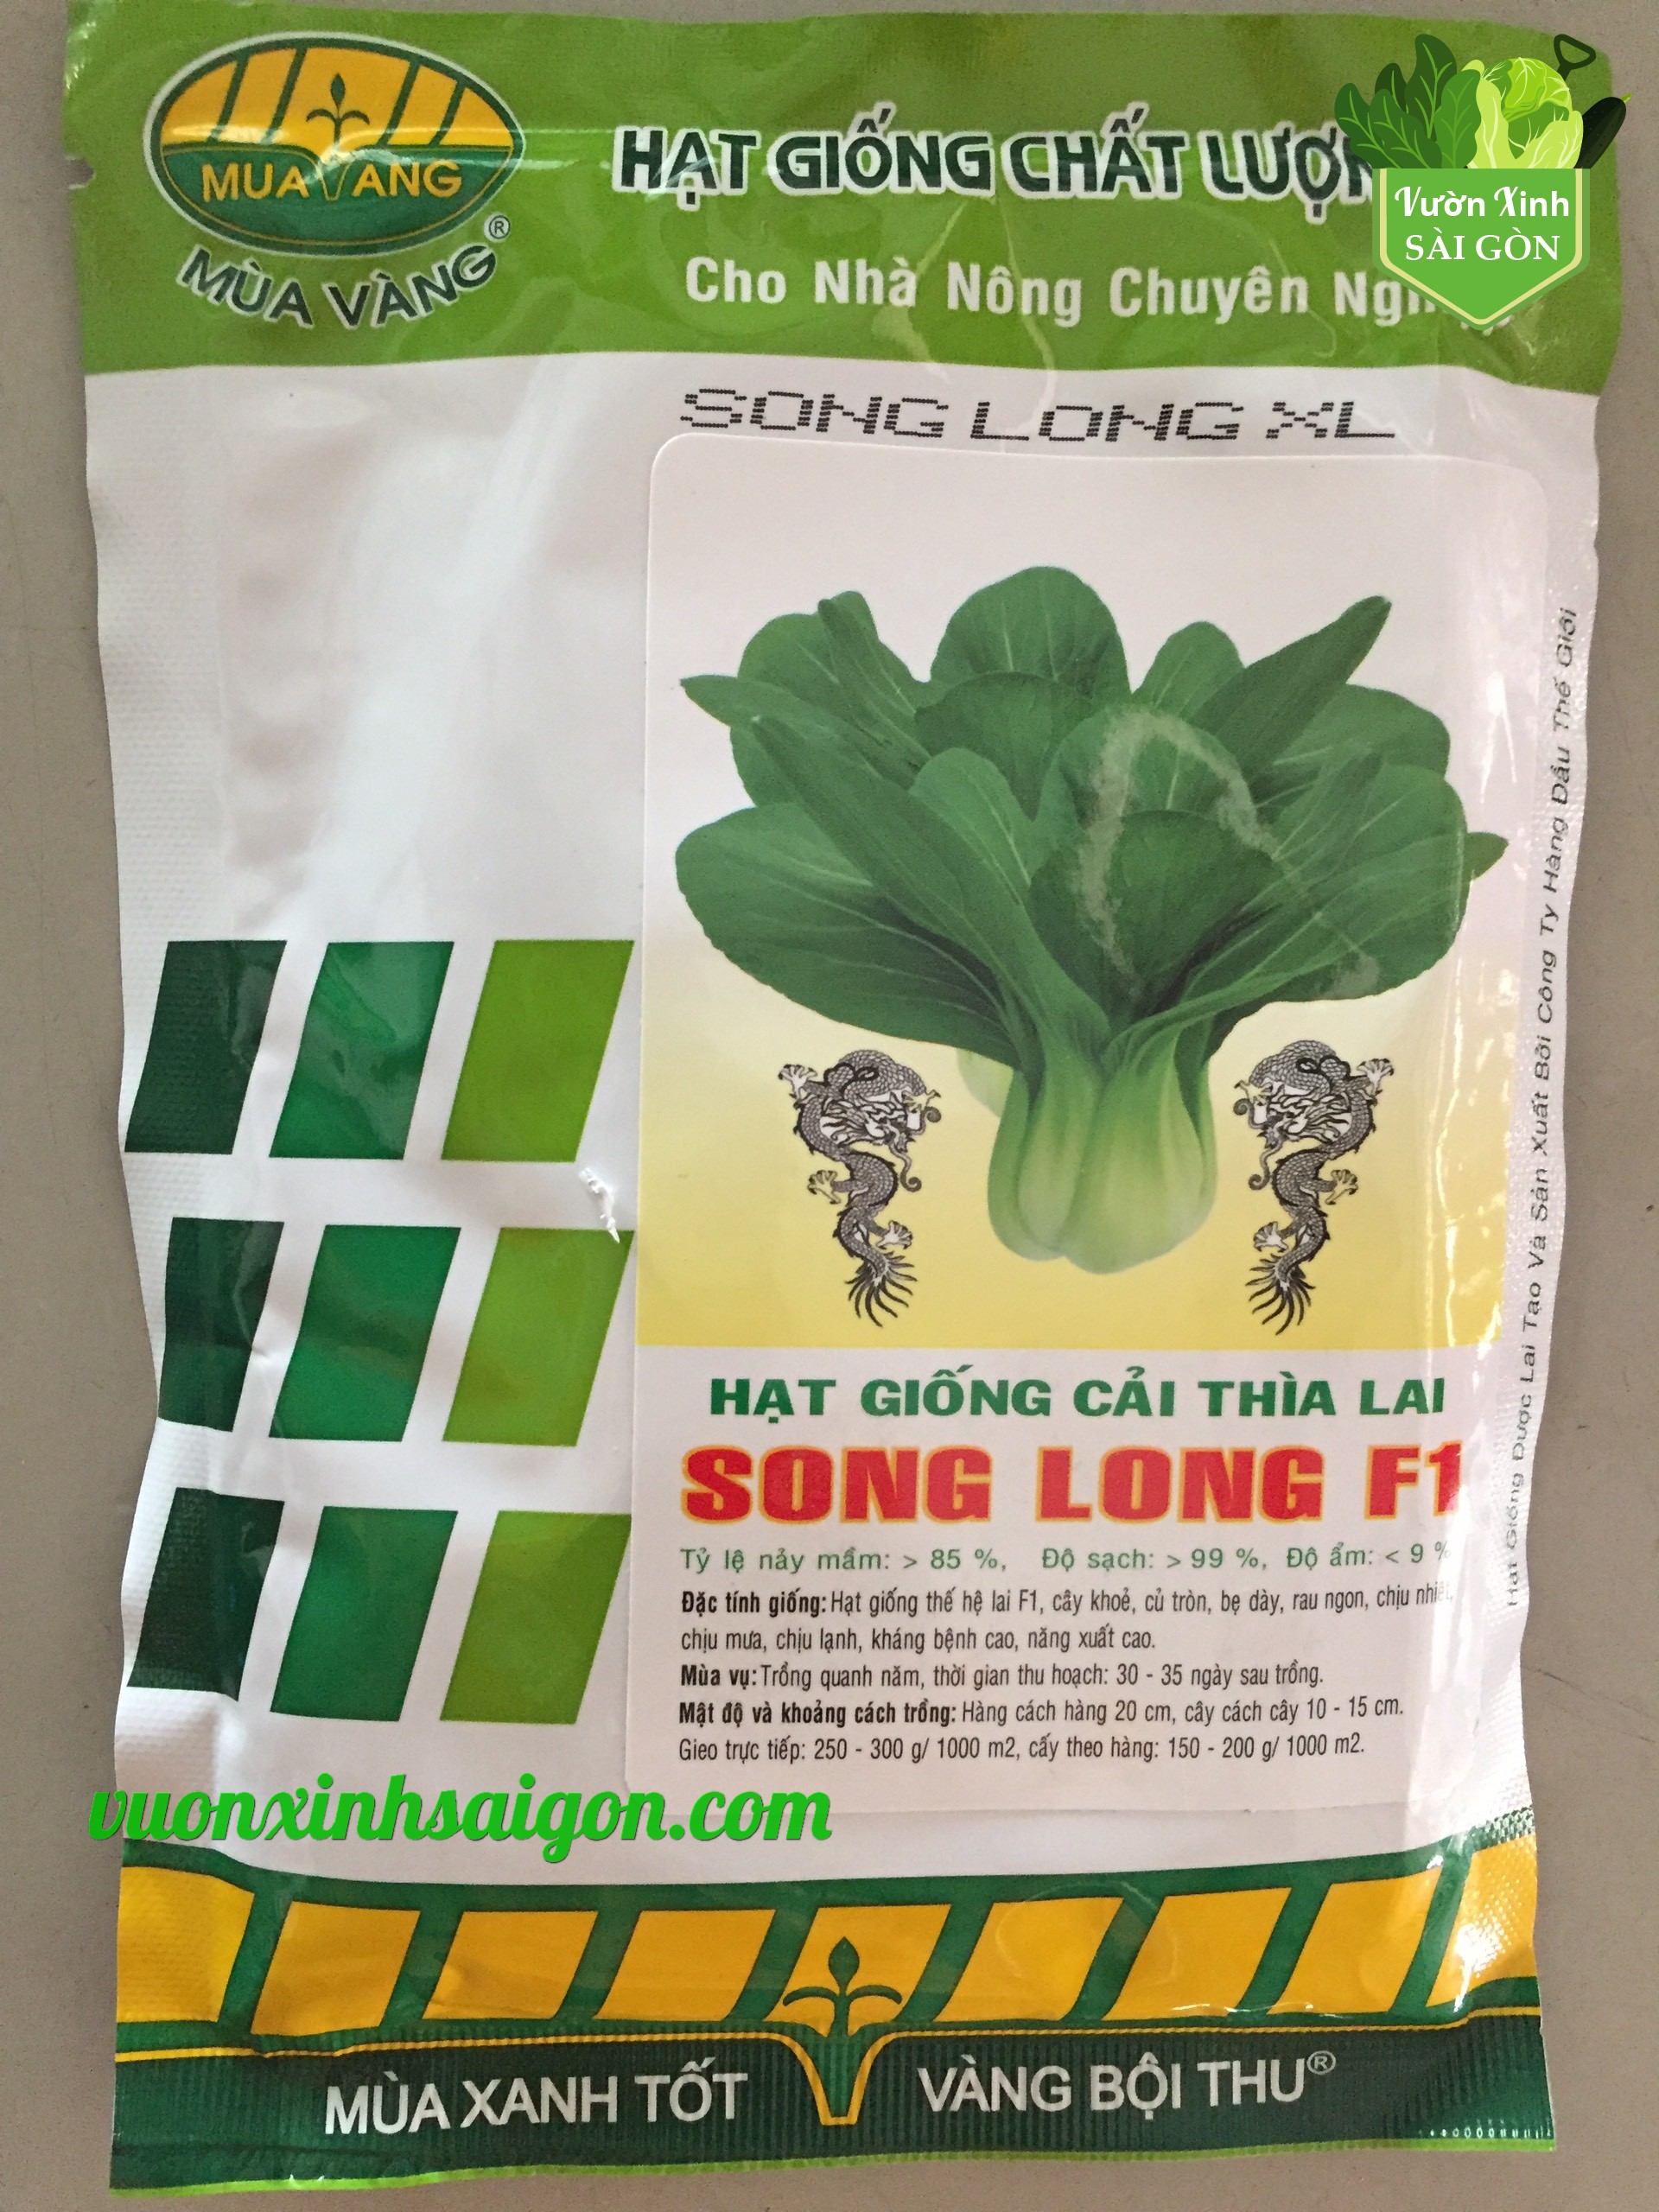 MUAVANG
MÙA VÀNG®
HẠT GIỐNG CHẤT
Cho Nhà Nông Chuyên
Vườn Xinh
SÀI GÒN
SONG LONG XL
HẠT GIỐNG CẢI THÌA LAI
SONG LONG F1
Tỷ lệ nảy mầm: > 85 %, Độ sạch: > 99 %, Độ ẩm: < 9 %
Đặc tính giống: Hạt giống thế hệ lai F1, cây khoẻ, củ tròn, bẹ dày, rau ngon, chịu nhiệt,
chịu mưa, chịu lạnh, kháng bệnh cao, năng xuất cao.
Mùa vụ: Trồng quanh năm, thời gian thu hoạch: 30 - 35 ngày sau trồng.
Mật độ và khoảng cách trồng: Hàng cách hàng 20 cm, cây cách cây 10 - 15 cm.
Gieo trực tiếp: 250 - 300 g/ 1000 m2, cấy theo hàng: 150 - 200 g/ 1000 m2.
Hạt Giống Được Lai Tạo Và Sản Xuất Bởi Công Ty Hàng Đầu Thế Giới
vuonxinhsaigon.com
MÙA XANH TỐT VÀNG BỘI THU®